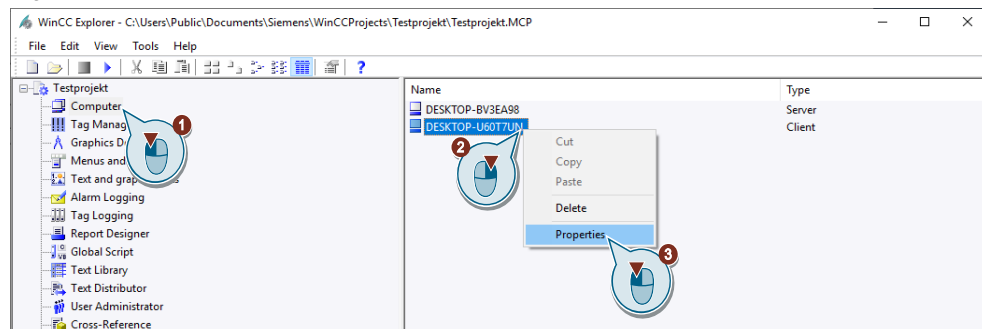 WinCC Explorer - C:\Users\Public\Documents\Siemens\WinCCProjects\Testprojekt\Testprojekt.MCP
File Edit View Tools Help
Testprojekt
Computer
Tag Manag
1
Graphics D
Menus and
Text and grap
Alarm Logging
Tag Logging
Report Designer
Global Script
Text Library
Text Distributor
User Administrator
Cross-Reference
Name Type
DESKTOP-BV3EA98 Server
DESKTOP-U60T7UN Client
2
Cut
Copy
Paste
Delete
Properties
3